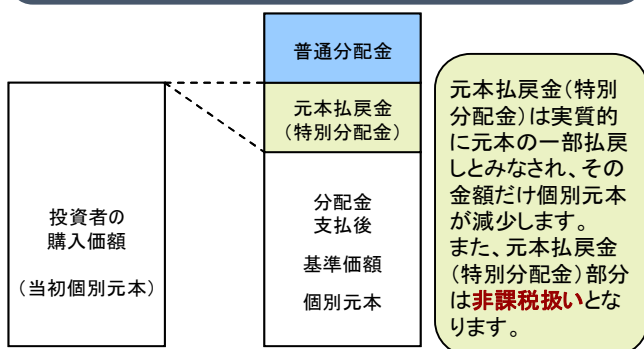 普通分配金
元本払戻金
(特別分配金)
投資者の
購入価額
(当初個別元本)
分配金
支払後
基準価額
個別元本
元本払戻金(特別
分配金)は実質的
に元本の一部払戻
しとみなされ、その
金額だけ個別元本
が減少します。
また、元本払戻金
(特別分配金)部分
は非課税扱いとな
ります。